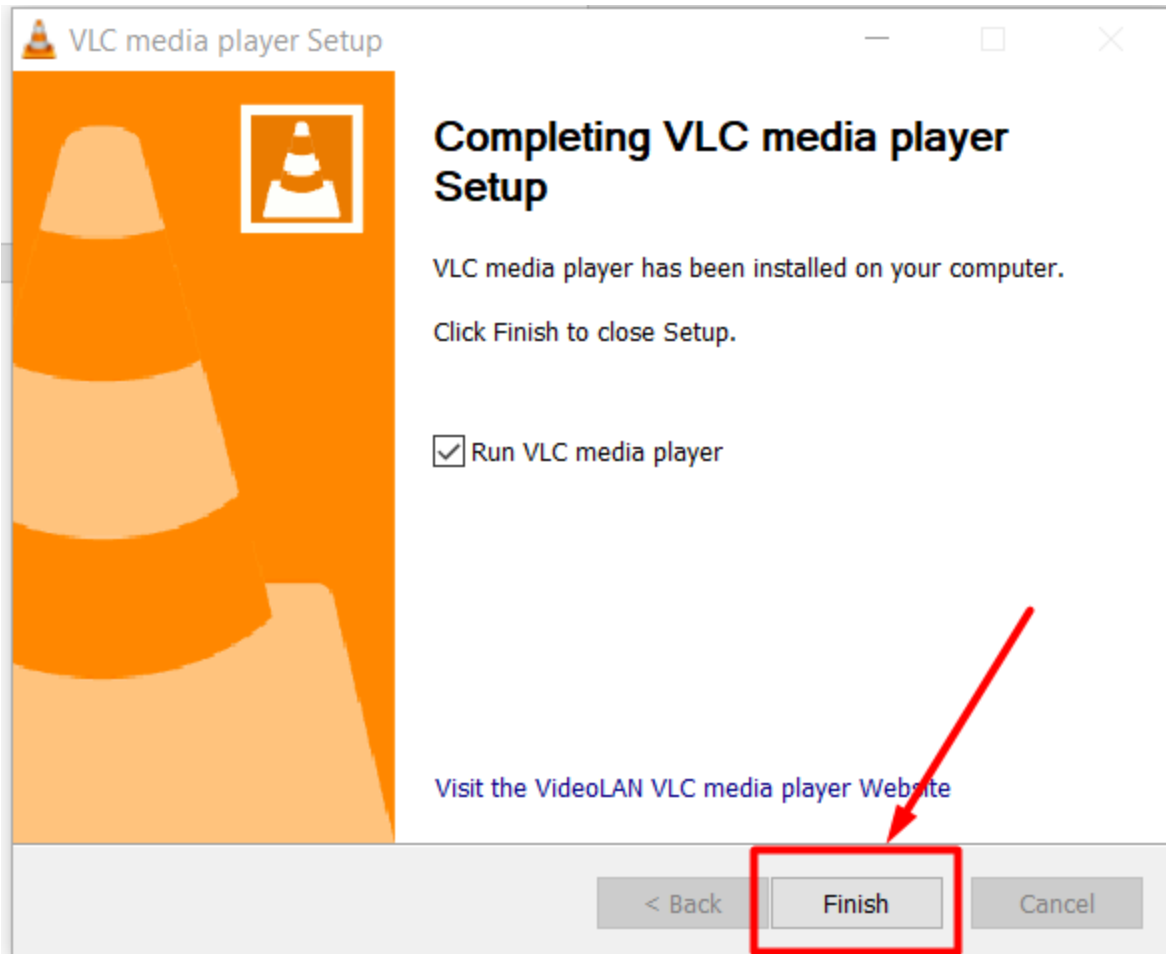 VLC media player Setup
Completing VLC media player
Setup
VLC media player has been installed on your computer.
Click Finish to close Setup.
Run VLC media player
Visit the VideoLAN VLC media player Website
< Back
Finish
Cancel